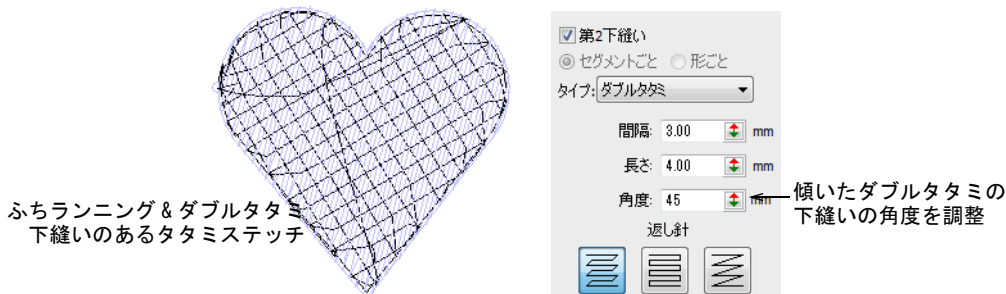 ふちランニング & ダブルタタミ
下縫いのあるタタミステッチ
第2下縫い
セグメントごと 形ごと
タイプ: ダブルタタミ
間隔: 3.00 mm
長さ: 4.00 mm
角度: 45 mm
返し針
傾いたダブルタタミの
下縫いの角度を調整